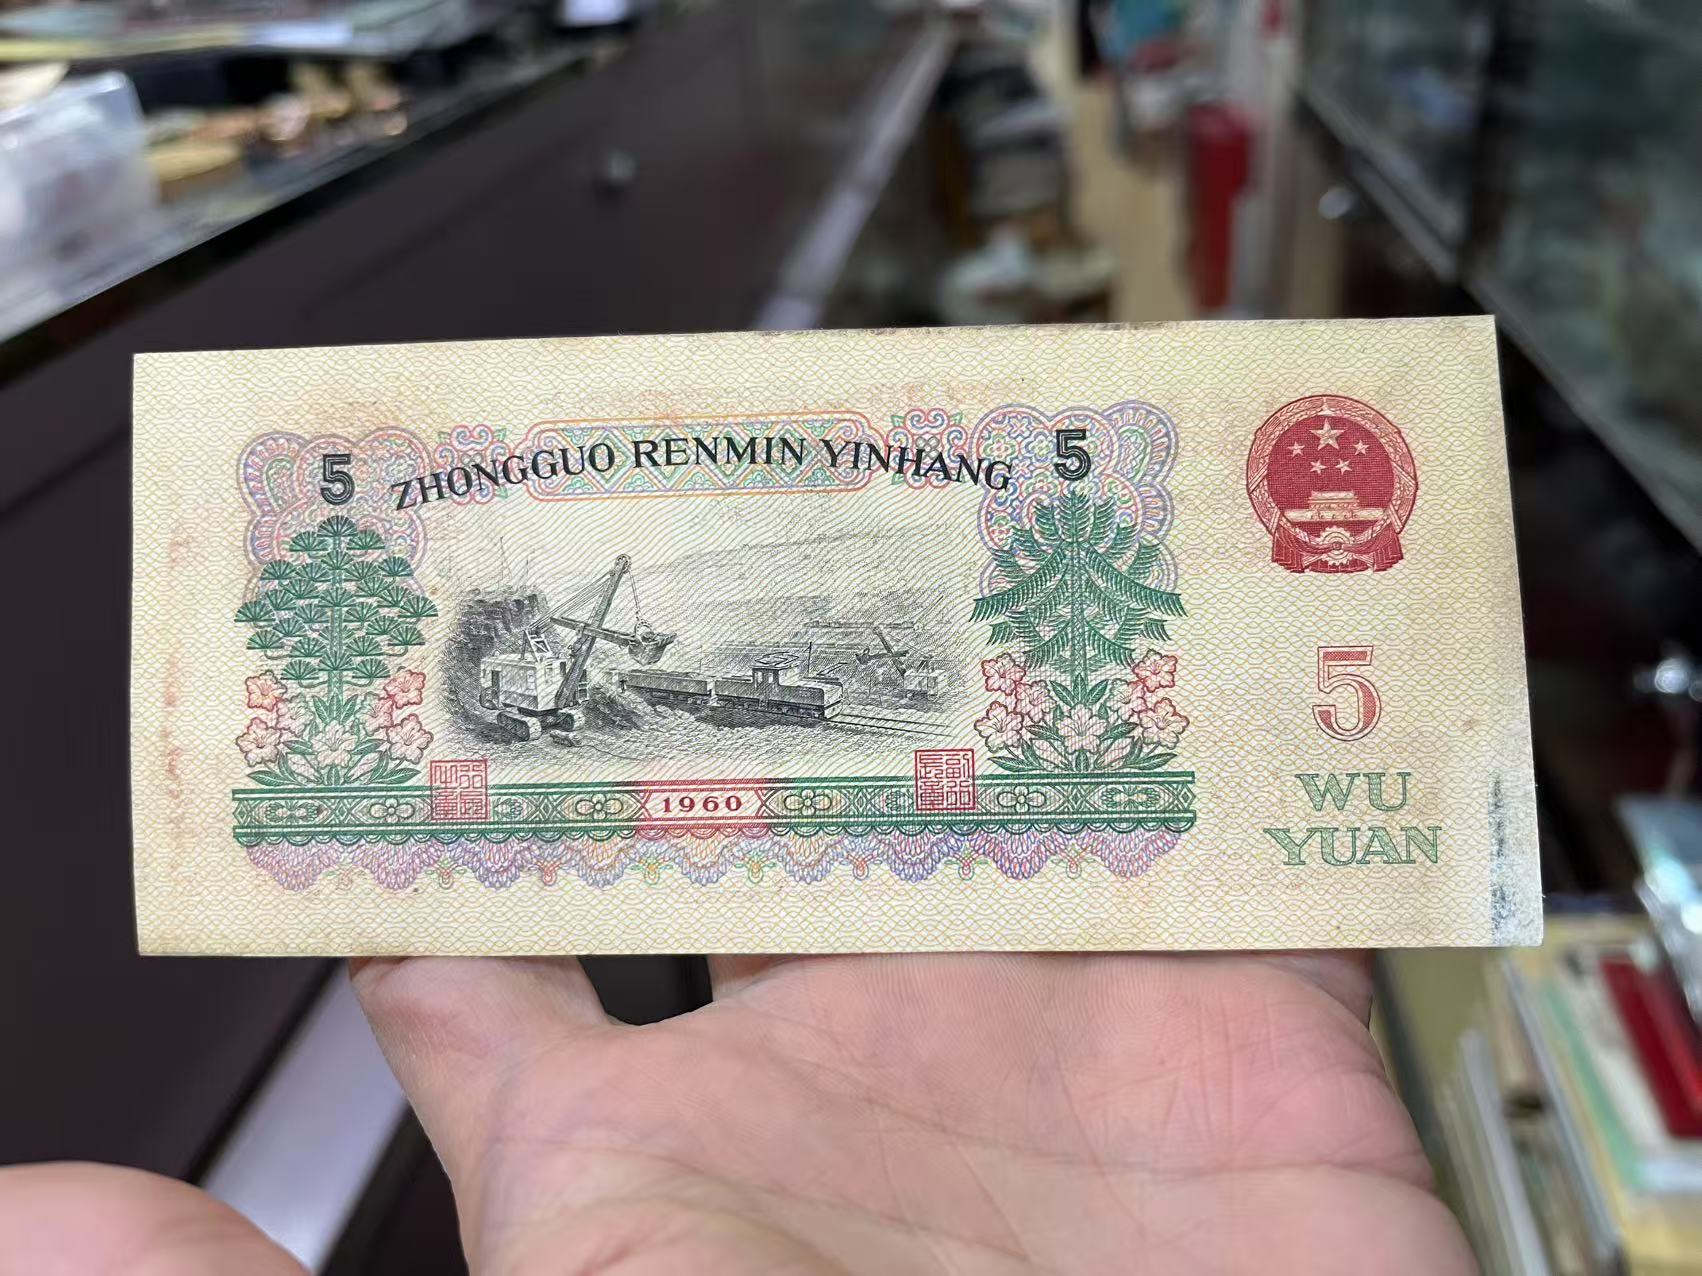 5 ZHONGGUO RENMIN YINHANG 5
1960
5
WU
YUAN